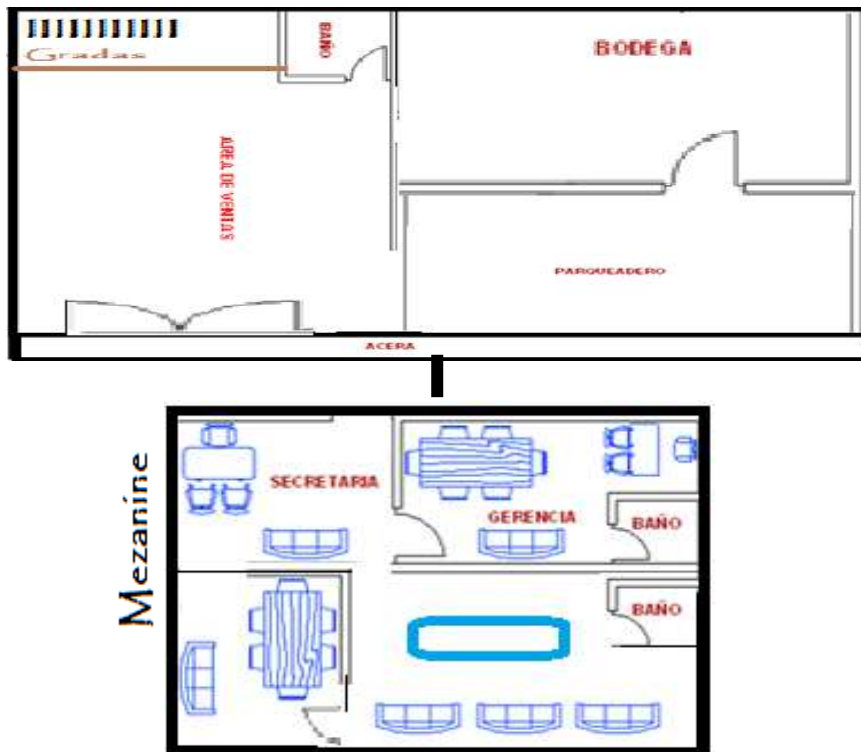 Gradas
BAÑO
BODEGA
AREA DE VENTAS
PARQUEADERO
ACERA
Mezanine
SECRETARIA
GERENCIA
BAÑO
BAÑO